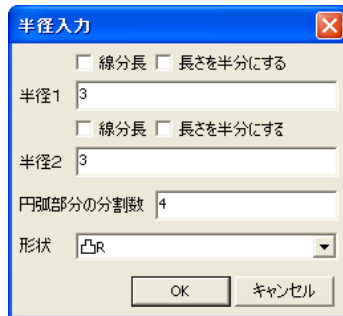 半径入力
線分長 長さを半分にする
半径1 3
線分長 長さを半分にする
半径2 3
円弧部分の分割数 4
形状 凸R
OK キャンセル